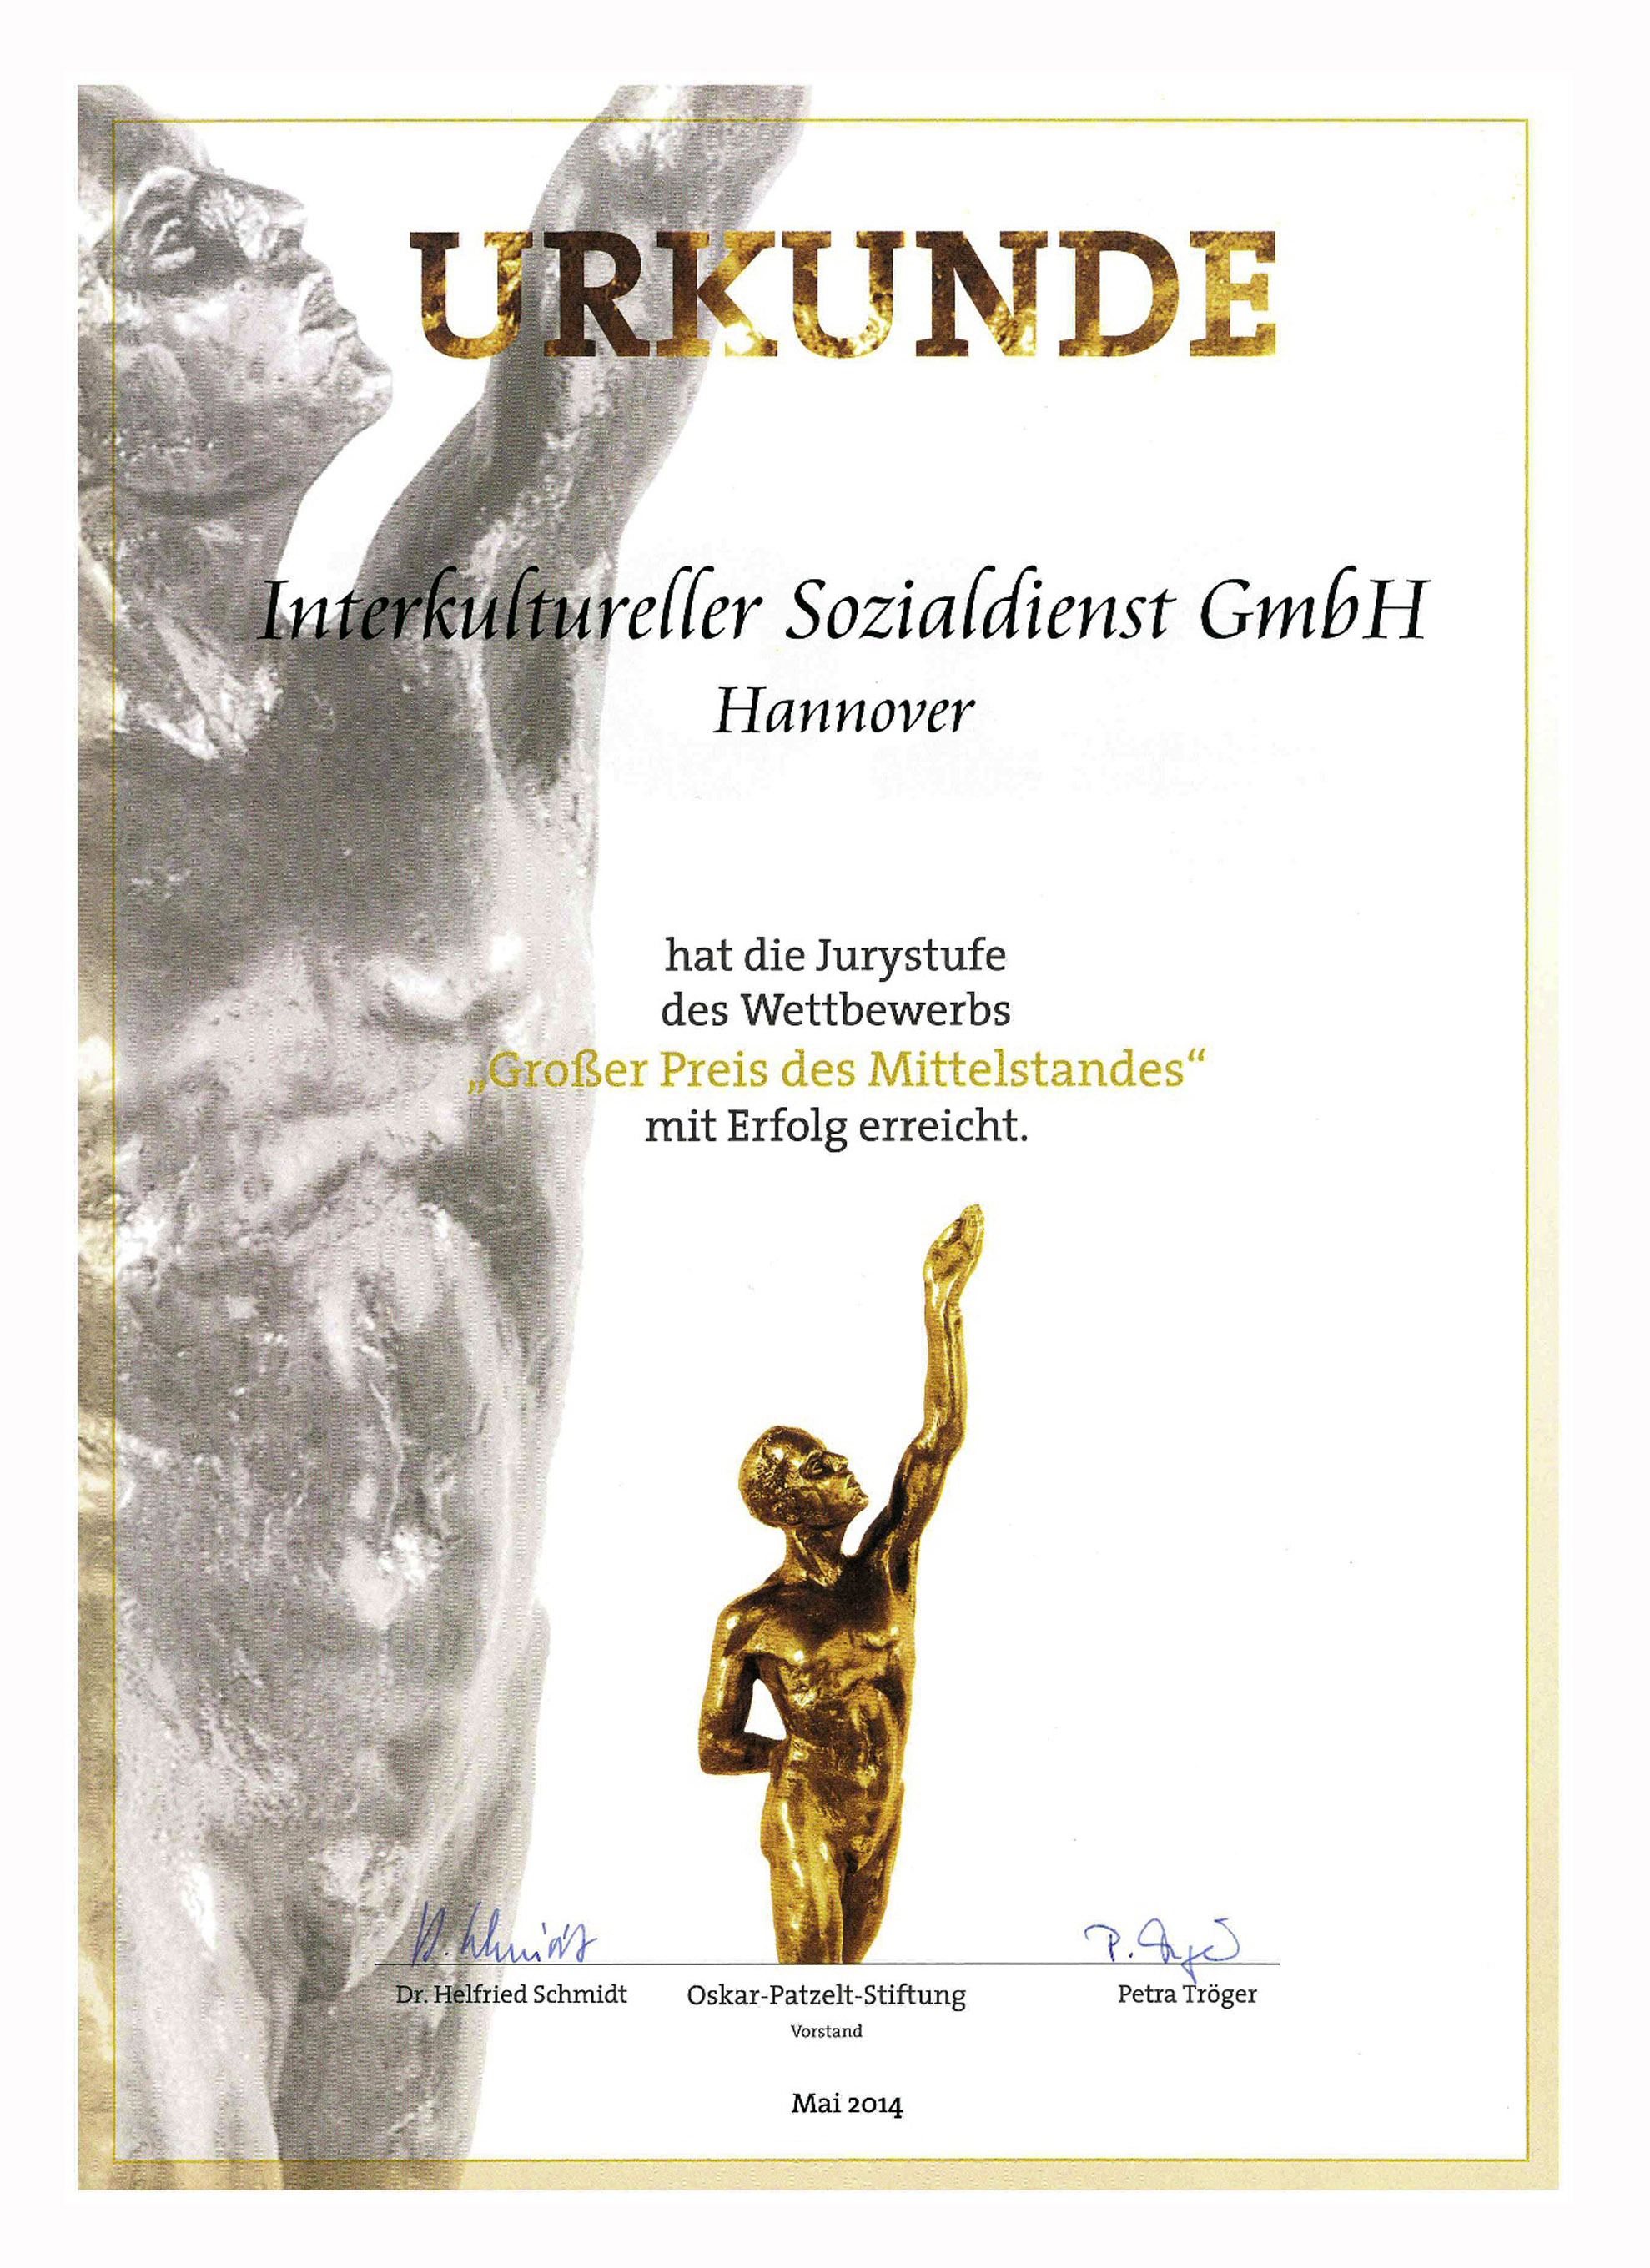 URKUNDE
Interkultureller Sozialdienst GmbH
Hannover
hat die Jurystufe
des Wettbewerbs
„Großer Preis des Mittelstandes“
mit Erfolg erreicht.
H. Schmidt
Dr. Helfried Schmidt Oskar-Patzelt-Stiftung Petra Tröger
Vorstand
Mai 2014